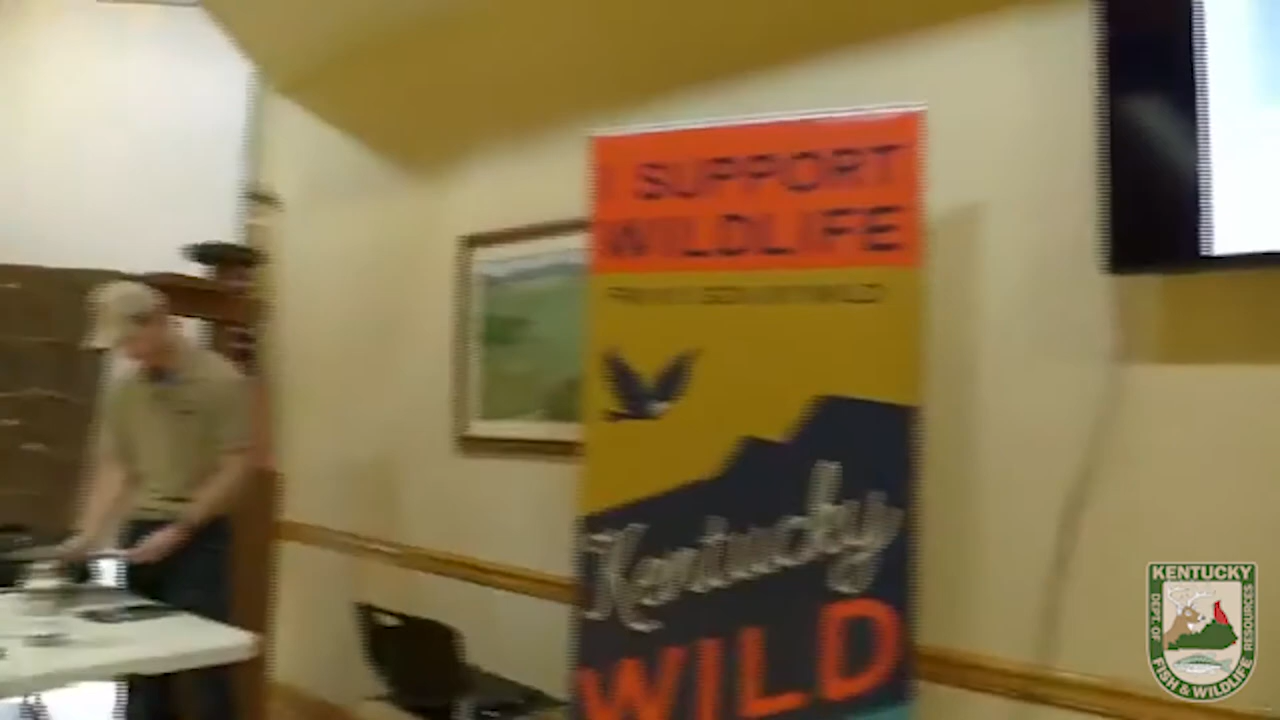 I SUPPORT
WILDLIFE
Kentucky
WILD
KENTUCKY
DEPT. OF
FISH & WILDLIFE
RESOURCES